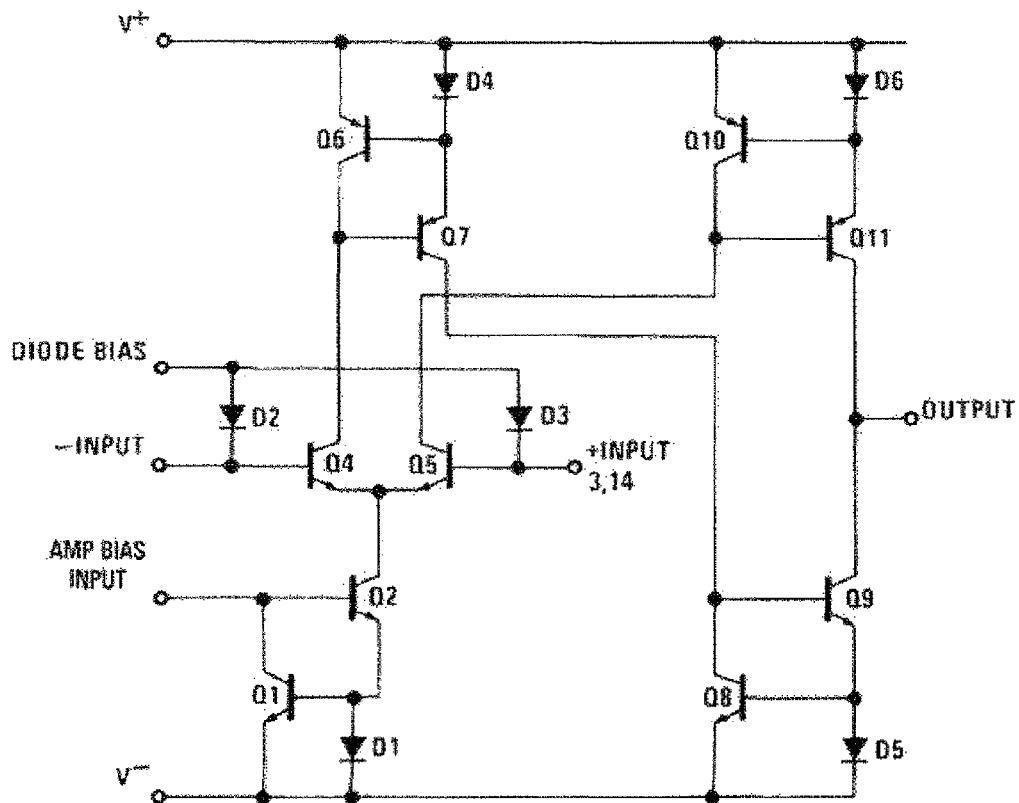 V+
D4
D6
Q6
Q10
Q7
Q11
DIODE BIAS
D2
D3
OUTPUT
–INPUT
Q4
Q5
+INPUT
3,14
AMP BIAS
INPUT
Q2
Q9
Q1
Q8
D1
D5
V–